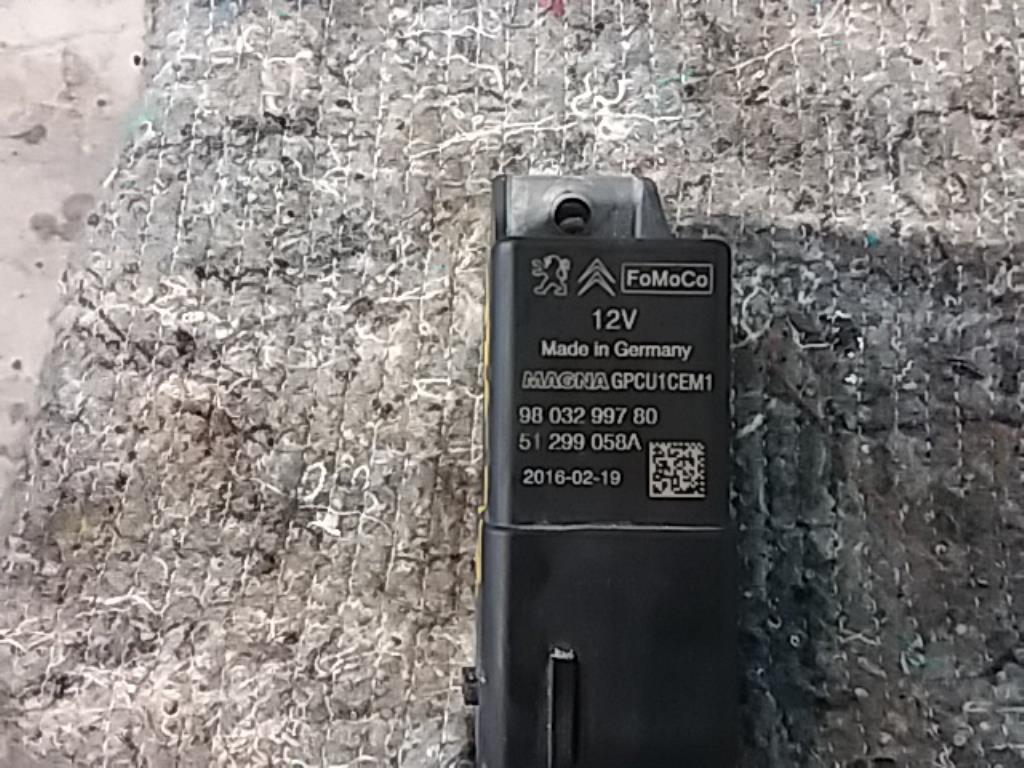 FoMoCo
12V
Made in Germany
MAGNA GPCU1CEM1
98 032 997 80
51 299 058A
2016-02-19